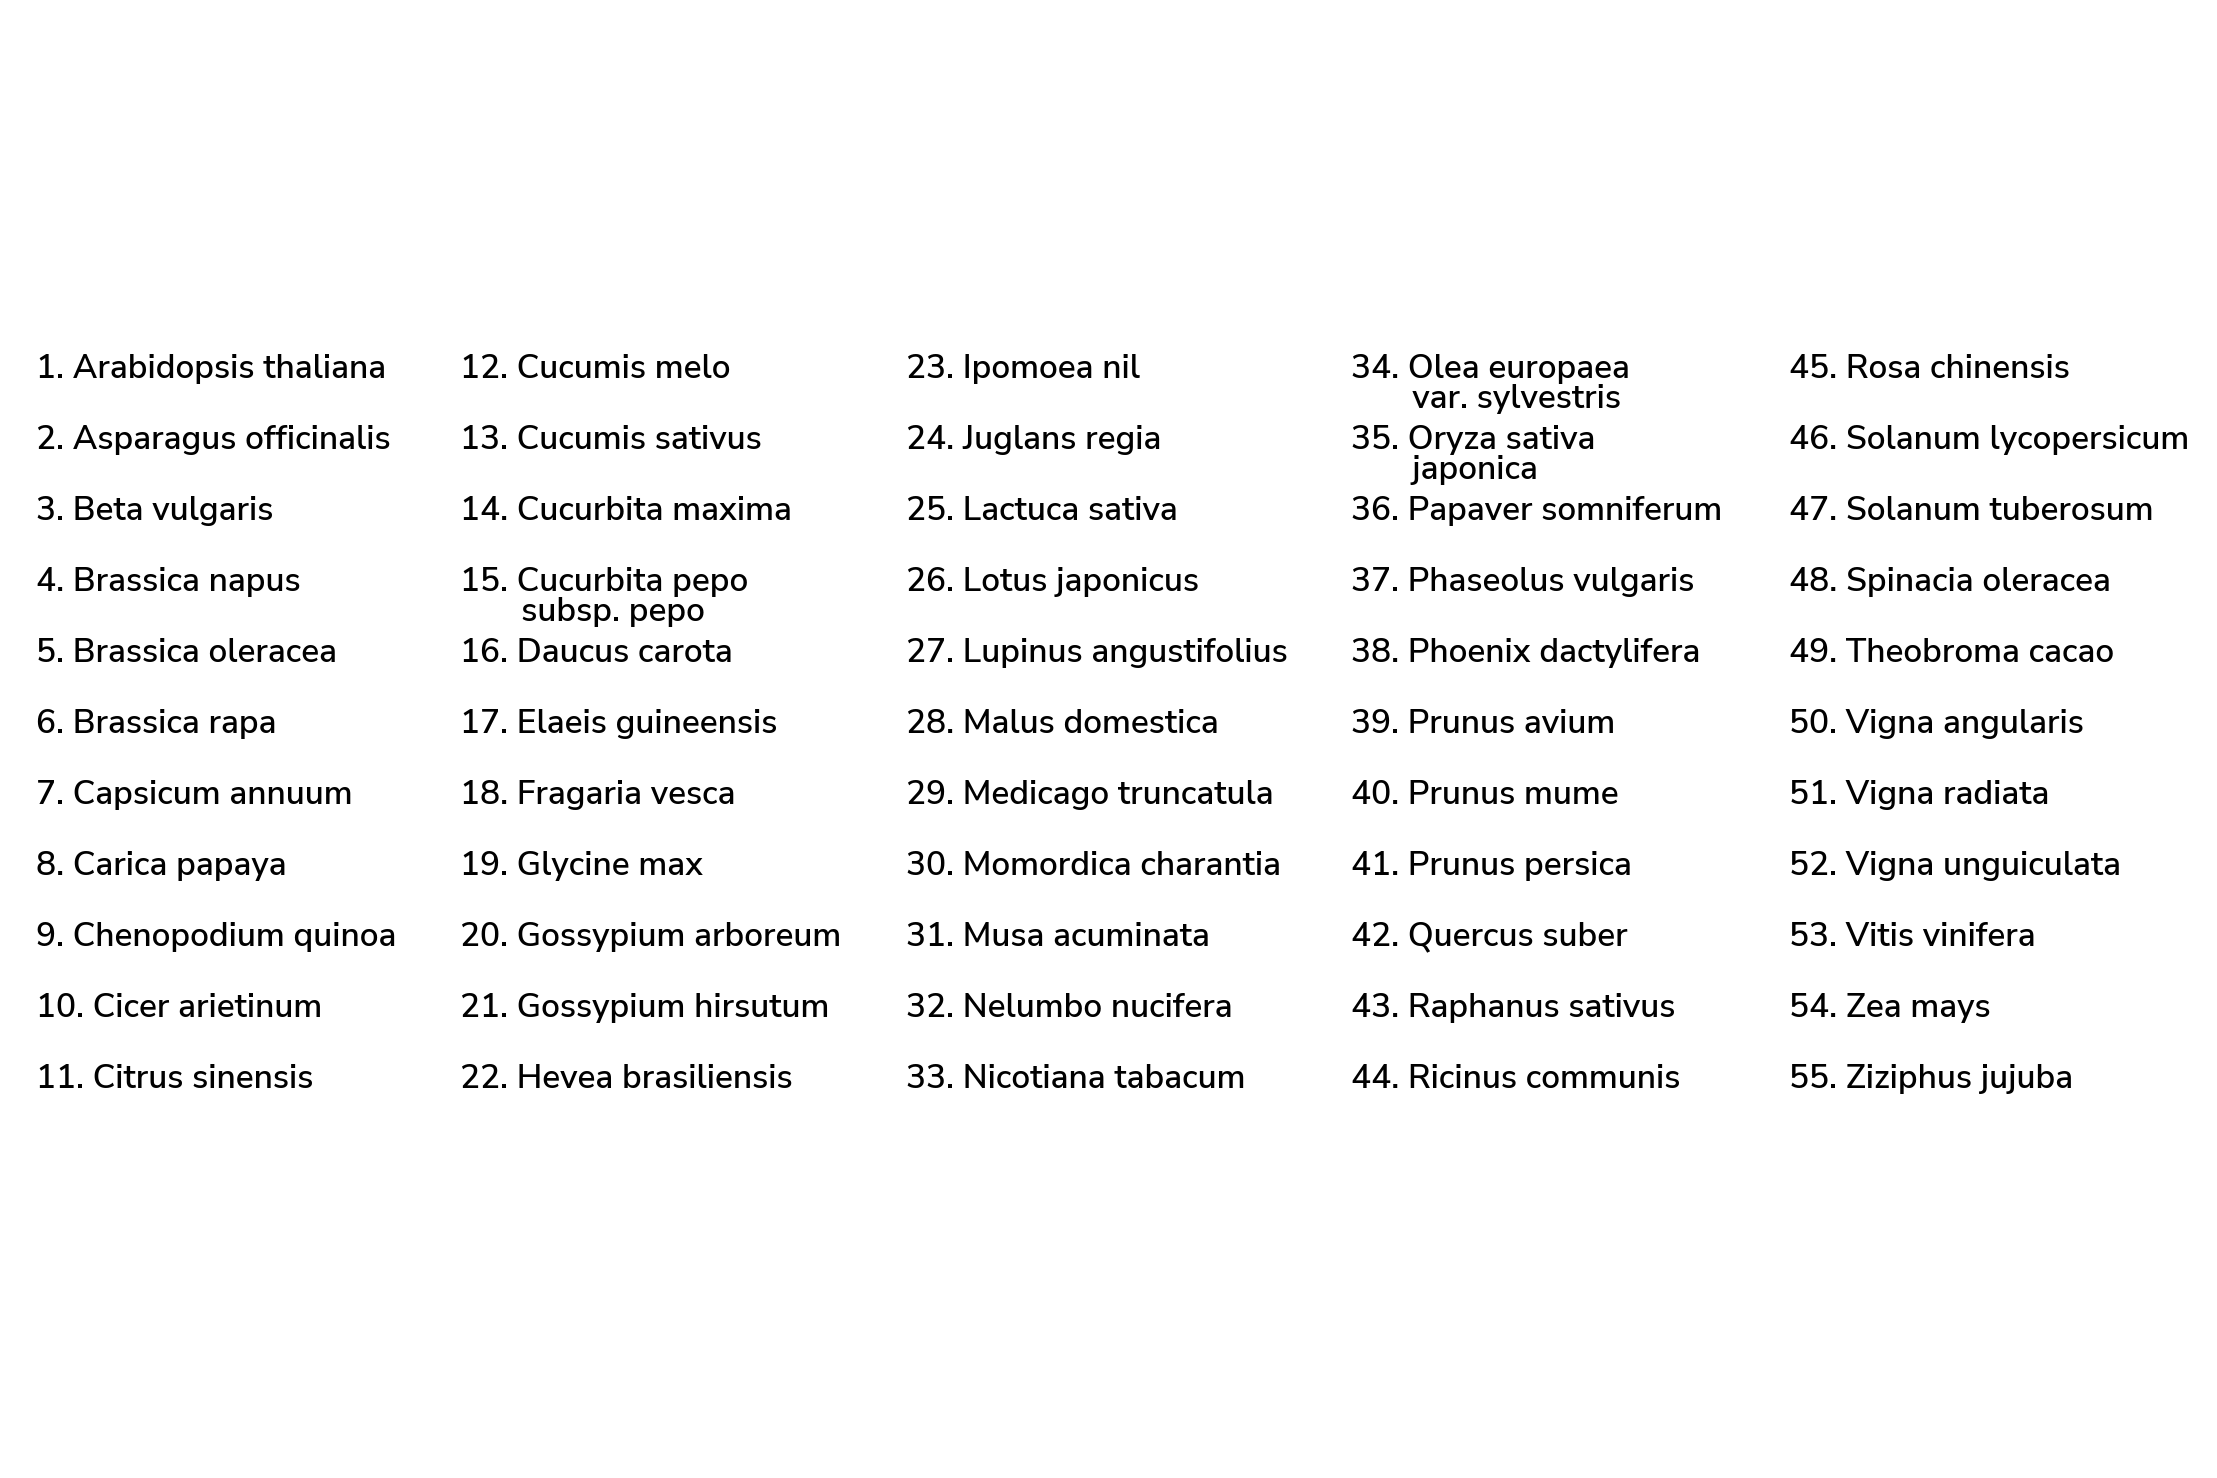 1. Arabidopsis thaliana
2. Asparagus officinalis
3. Beta vulgaris
4. Brassica napus
5. Brassica oleracea
6. Brassica rapa
7. Capsicum annuum
8. Carica papaya
9. Chenopodium quinoa
10. Cicer arietinum
11. Citrus sinensis
12. Cucumis melo
13. Cucumis sativus
14. Cucurbita maxima
15. Cucurbita pepo
subsp. pepo
16. Daucus carota
17. Elaeis guineensis
18. Fragaria vesca
19. Glycine max
20. Gossypium arboreum
21. Gossypium hirsutum
22. Hevea brasiliensis
23. Ipomoea nil
24. Juglans regia
25. Lactuca sativa
26. Lotus japonicus
27. Lupinus angustifolius
28. Malus domestica
29. Medicago truncatula
30. Momordica charantia
31. Musa acuminata
32. Nelumbo nucifera
33. Nicotiana tabacum
34. Olea europaea
var. sylvestris
35. Oryza sativa
japonica
36. Papaver somniferum
37. Phaseolus vulgaris
38. Phoenix dactylifera
39. Prunus avium
40. Prunus mume
41. Prunus persica
42. Quercus suber
43. Raphanus sativus
44. Ricinus communis
45. Rosa chinensis
46. Solanum lycopersicum
47. Solanum tuberosum
48. Spinacia oleracea
49. Theobroma cacao
50. Vigna angularis
51. Vigna radiata
52. Vigna unguiculata
53. Vitis vinifera
54. Zea mays
55. Ziziphus jujuba